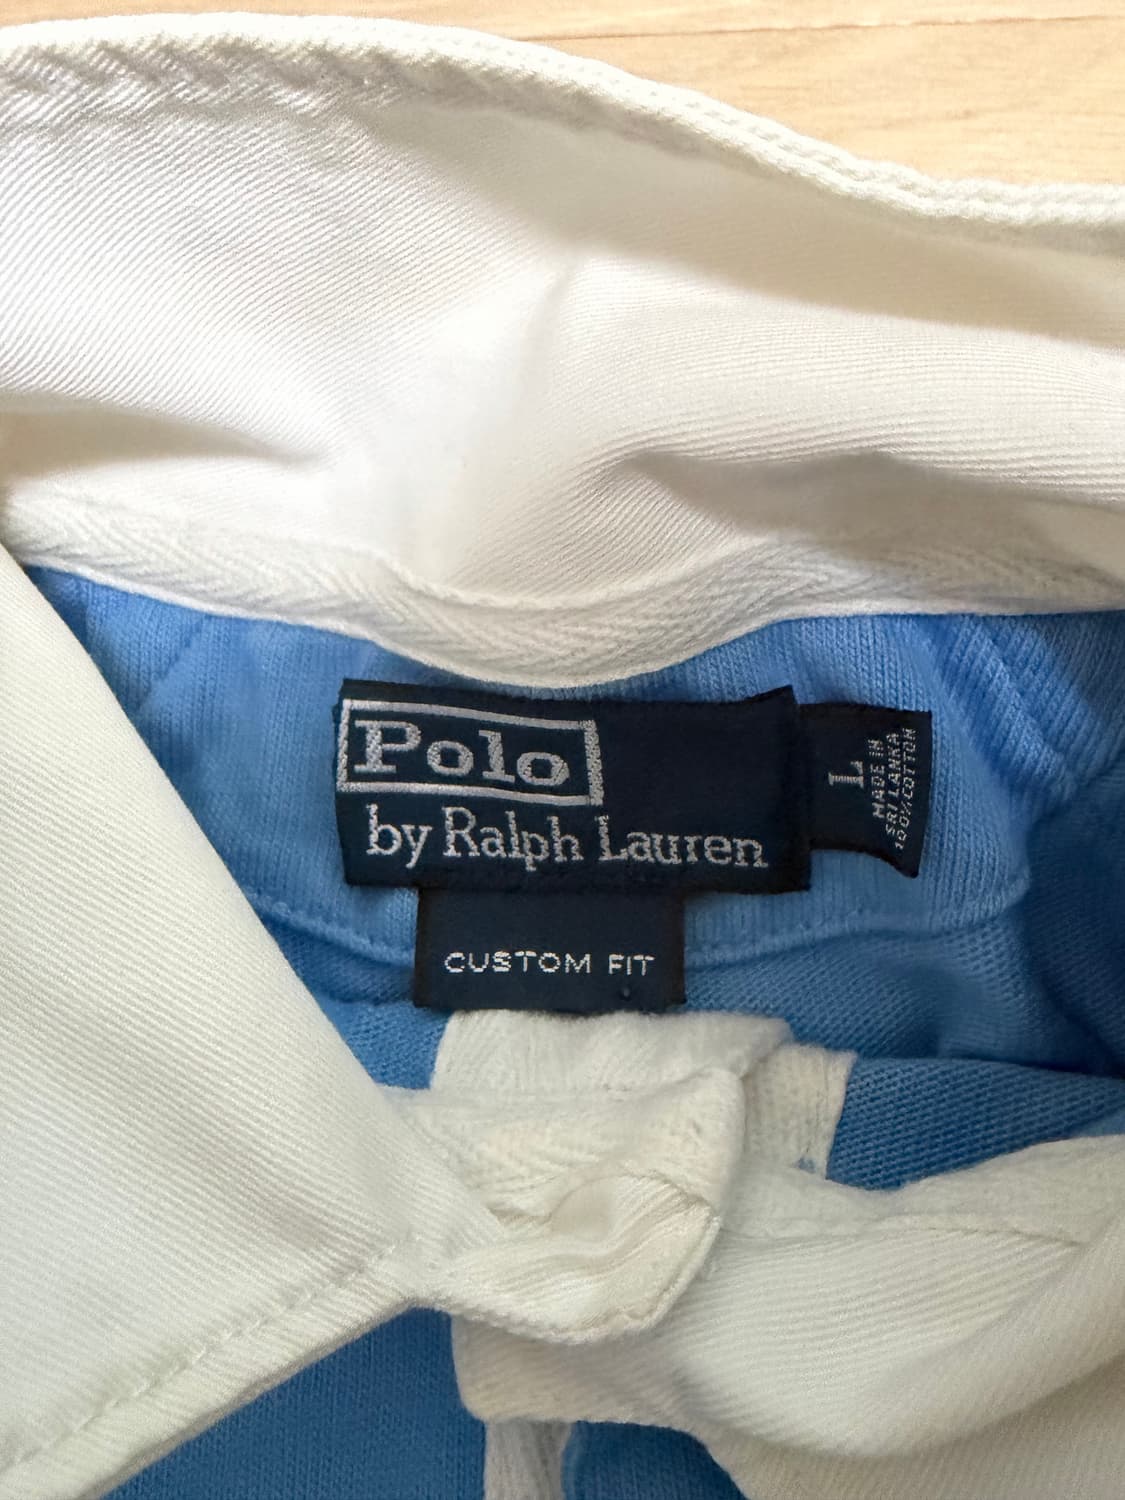 Polo
by Ralph Lauren
L
MADE IN
SRI LANKA
100% COTTON
CUSTOM FIT